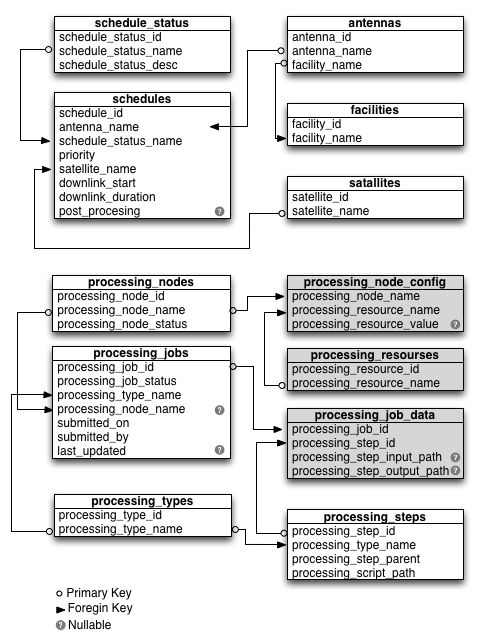 schedule_status
schedule_status_id
schedule_status_name
schedule_status_desc
schedules
schedule_id
antenna_name
schedule_status_name
priority
satellite_name
downlink_start
downlink_duration
post_procesing ?
antennas
antenna_id
antenna_name
facility_name
facilities
facility_id
facility_name
satallites
satellite_id
satellite_name
processing_nodes
processing_node_id
processing_node_name
processing_node_status
processing_jobs
processing_job_id
processing_job_status
processing_type_name
processing_node_name ?
submitted_on
submitted_by
last_updated ?
processing_types
processing_type_id
processing_type_name
processing_node_config
processing_node_name
processing_resource_name
processing_resource_value ?
processing_resourses
processing_resource_id
processing_resource_name
processing_job_data
processing_job_id
processing_step_id
processing_step_input_path ?
processing_step_output_path ?
processing_steps
processing_step_id
processing_type_name
processing_step_parent
processing_script_path
Primary Key
Foregin Key
? Nullable